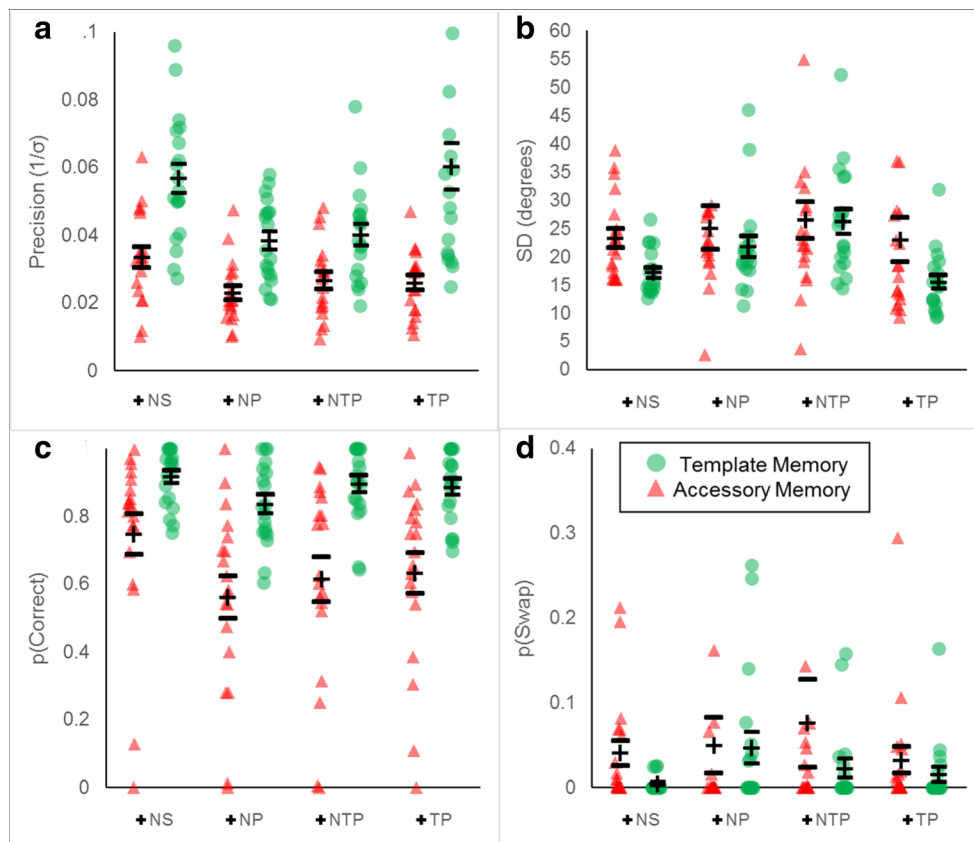 a
Precision (1/σ)
.1
0.08
0.06
0.04
0.02
0
+ NS
+ NP
+ NTP
+ TP
b
SD (degrees)
60
55
50
45
40
35
30
25
20
15
10
5
0
+ NS
+ NP
+ NTP
+ TP
c
p(Correct)
0.8
0.6
0.4
0.2
0
+ NS
+ NP
+ NTP
+ TP
d
p(Swap)
0.4
0.3
0.2
0.1
0
Template Memory
Accessory Memory
+ NS
+ NP
+ NTP
+ TP